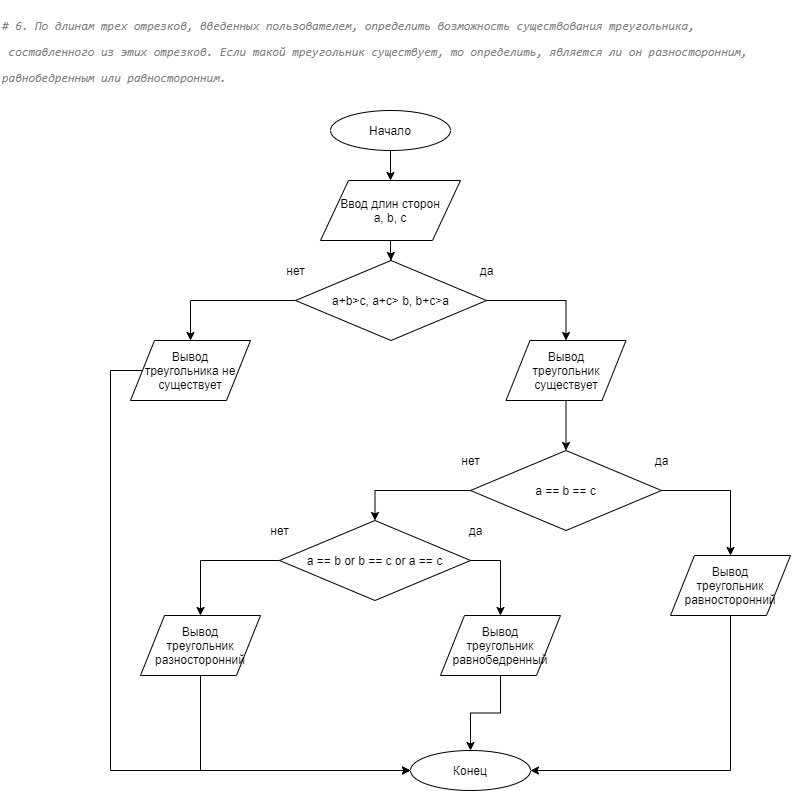 # 6. По длинам трех отрезков, введенных пользователем, определить возможность существования треугольника,
составленного из этих отрезков. Если такой треугольник существует, то определить, является ли он разносторонним,
равнобедренным или равносторонним.
Начало
Ввод длин сторон
a, b, c
нет
да
a+b>c, a+c> b, b+c>a
Вывод
треугольника не
существует
Вывод
треугольник
существует
нет
да
a == b == c
нет
да
a == b or b == c or a == c
Вывод
треугольник
равносторонний
Вывод
треугольник
разносторонний
Вывод
треугольник
равнобедренный
Конец